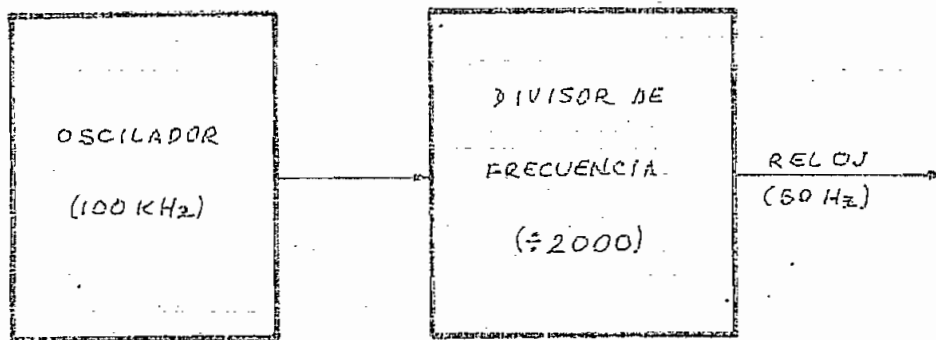 OSCILADOR
(100 KHz)
DIVISOR DE
FRECUENCIA
(÷2000)
RELOJ
(50 Hz)